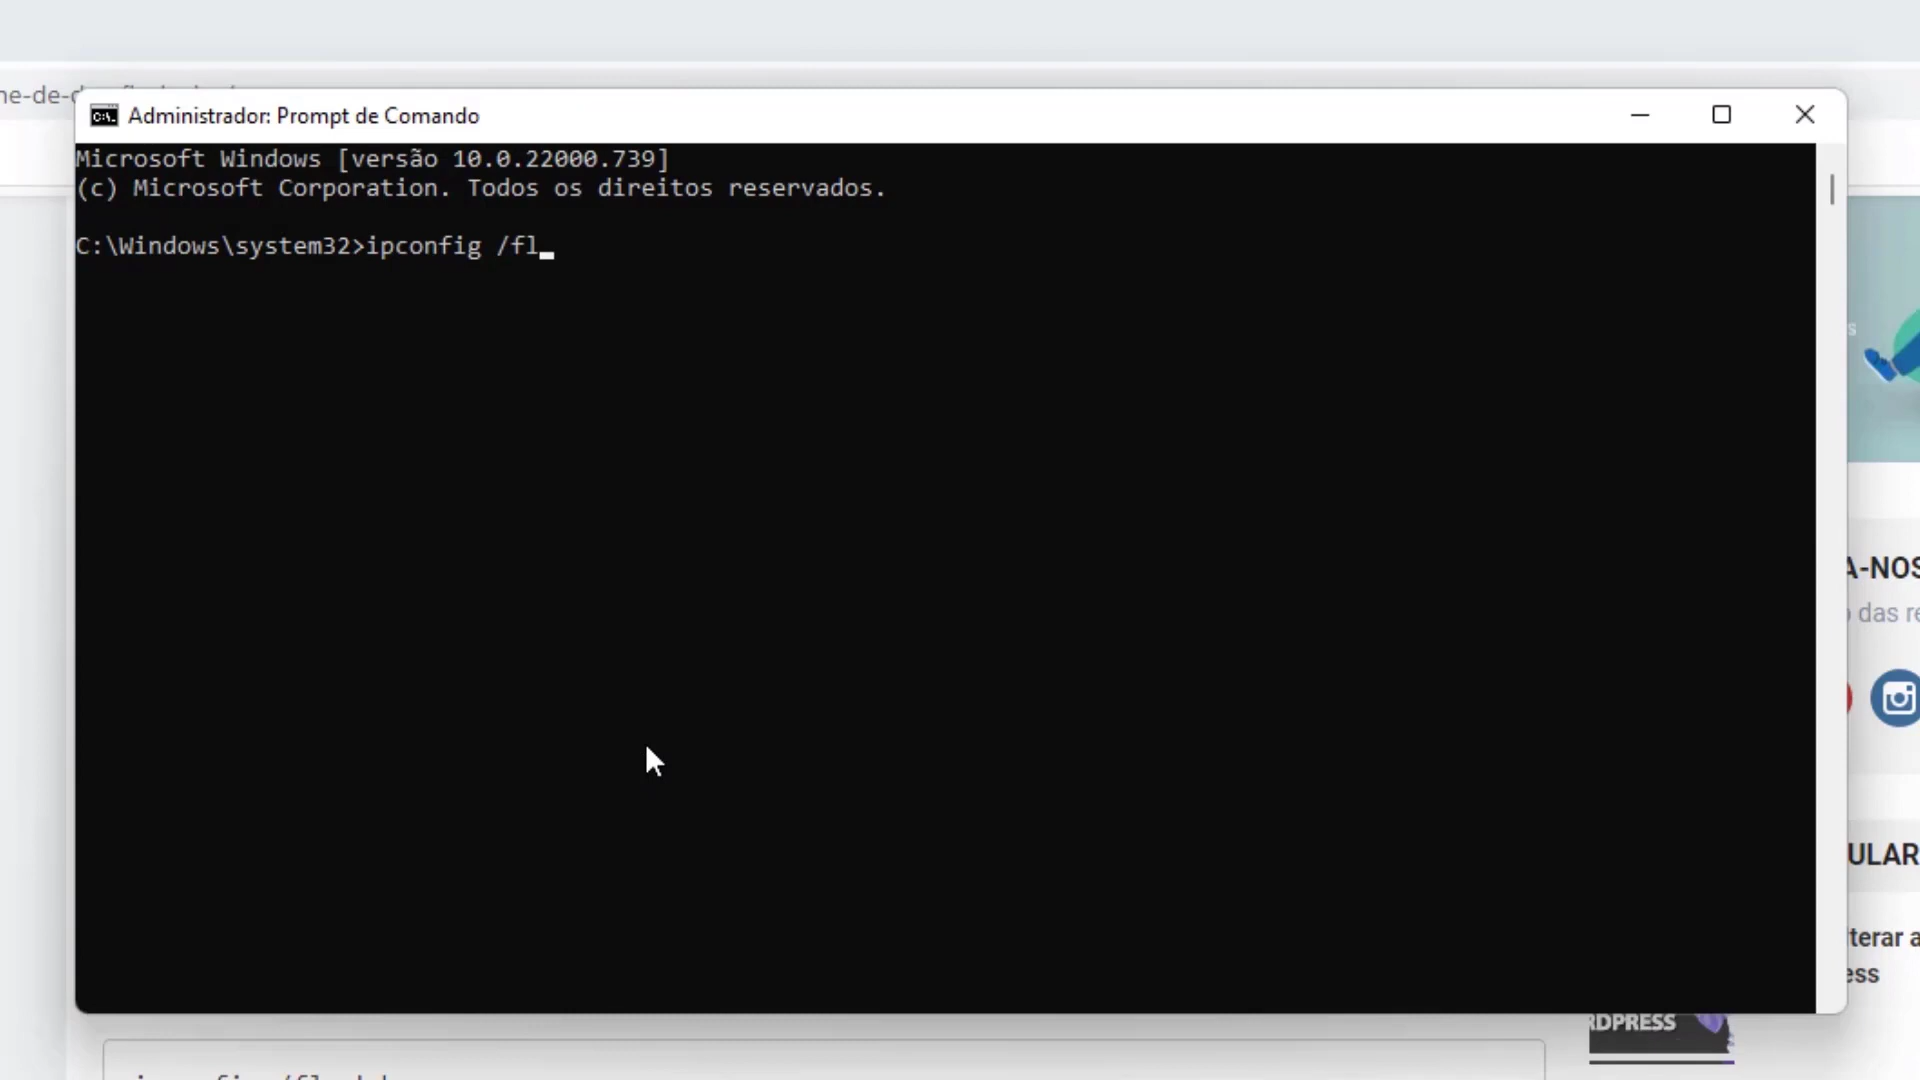 Administrador: Prompt de Comando
Microsoft Windows [versão 10.0.22000.739]
(c) Microsoft Corporation. Todos os direitos reservados.
C:\Windows\system32>ipconfig /fl
A-NOS
das re
ULAR
lterar a
ess
RDPRESS